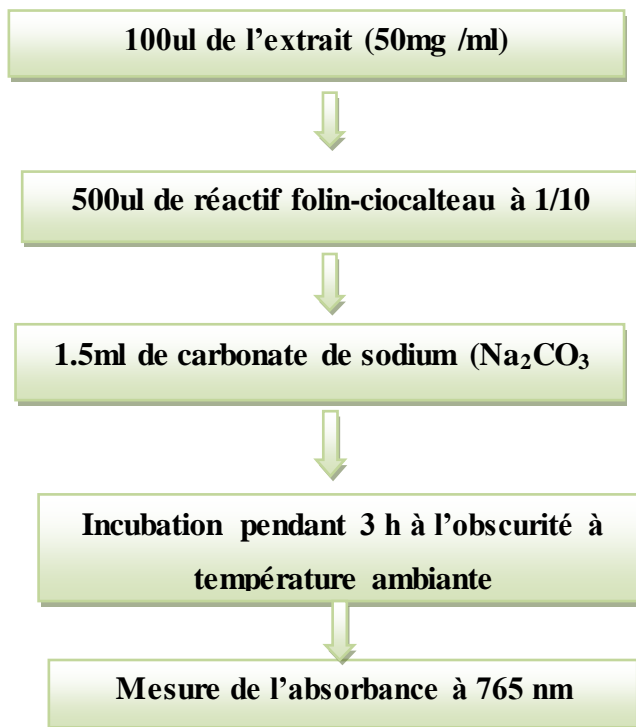 100ul de l’extrait (50mg /ml)
500ul de réactif folin-ciocalteau à 1/10
1.5ml de carbonate de sodium (Na₂CO₃
Incubation pendant 3 h à l’obscurité à
température ambiante
Mesure de l’absorbance à 765 nm